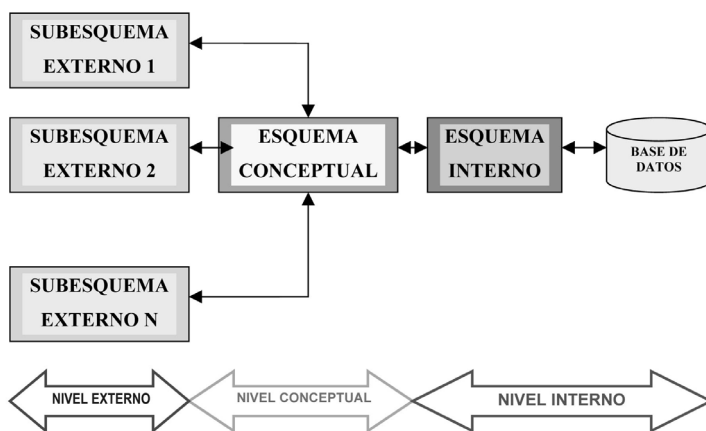 SUBESQUEMA
EXTERNO 1
SUBESQUEMA
EXTERNO 2
ESQUEMA
CONCEPTUAL
ESQUEMA
INTERNO
BASE DE
DATOS
SUBESQUEMA
EXTERNO N
NIVEL EXTERNO
NIVEL CONCEPTUAL
NIVEL INTERNO